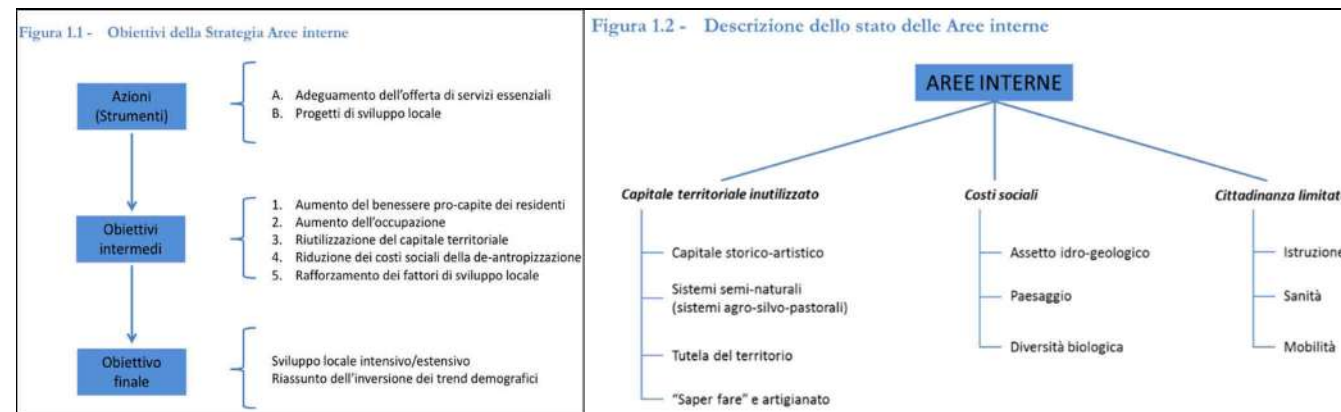 Figura 1.1 - Obiettivi della Strategia Aree interne
Azioni
(Strumenti)
A. Adeguamento dell'offerta di servizi essenziali
B. Progetti di sviluppo locale
Obiettivi
intermedi
1. Aumento del benessere pro-capite dei residenti
2. Aumento dell'occupazione
3. Riutilizzazione del capitale territoriale
4. Riduzione dei costi sociali della de-antropizzazione
5. Rafforzamento dei fattori di sviluppo locale
Obiettivo
finale
Sviluppo locale intensivo/estensivo
Riassunto dell'inversione dei trend demografici
Figura 1.2 - Descrizione dello stato delle Aree interne
AREE INTERNE
Capitale territoriale inutilizzato
Capitale storico-artistico
Sistemi semi-naturali
(sistemi agro-silvo-pastorali)
Tutela del territorio
"Saper fare" e artigianato
Costi sociali
Assetto idro-geologico
Paesaggio
Diversità biologica
Cittadinanza limitat
Istruzione
Sanità
Mobilità